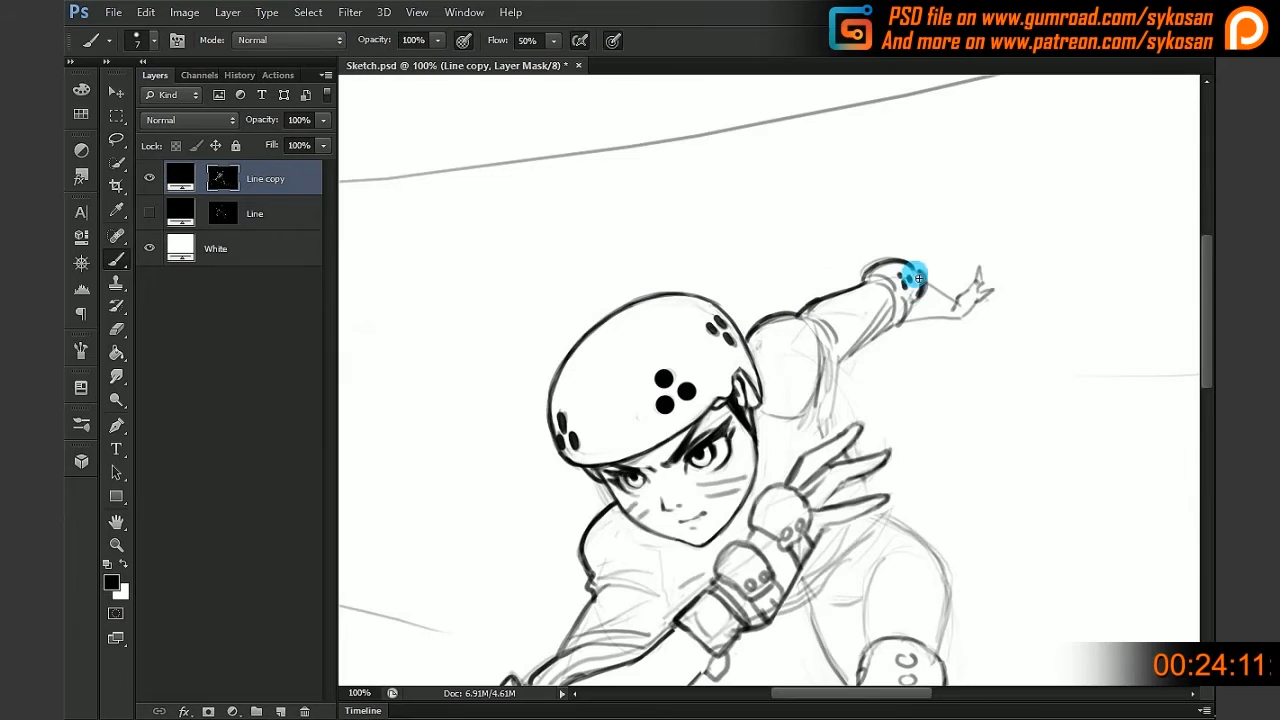 Ps File Edit Image Layer Type Select Filter 3D View Window Help
PSD file on www.gumroad.com/sykosan
And more on www.patreon.com/sykosan
7 Mode: Normal Opacity: 100% Flow: 50%
Layers Channels History Actions
Sketch.psd @ 100% (Line copy, Layer Mask/8) *
Kind
Normal Opacity: 100%
Lock: Fill: 100%
Line copy
Line
White
00:24:11
100% Doc: 6.91M/4.61M
Timeline